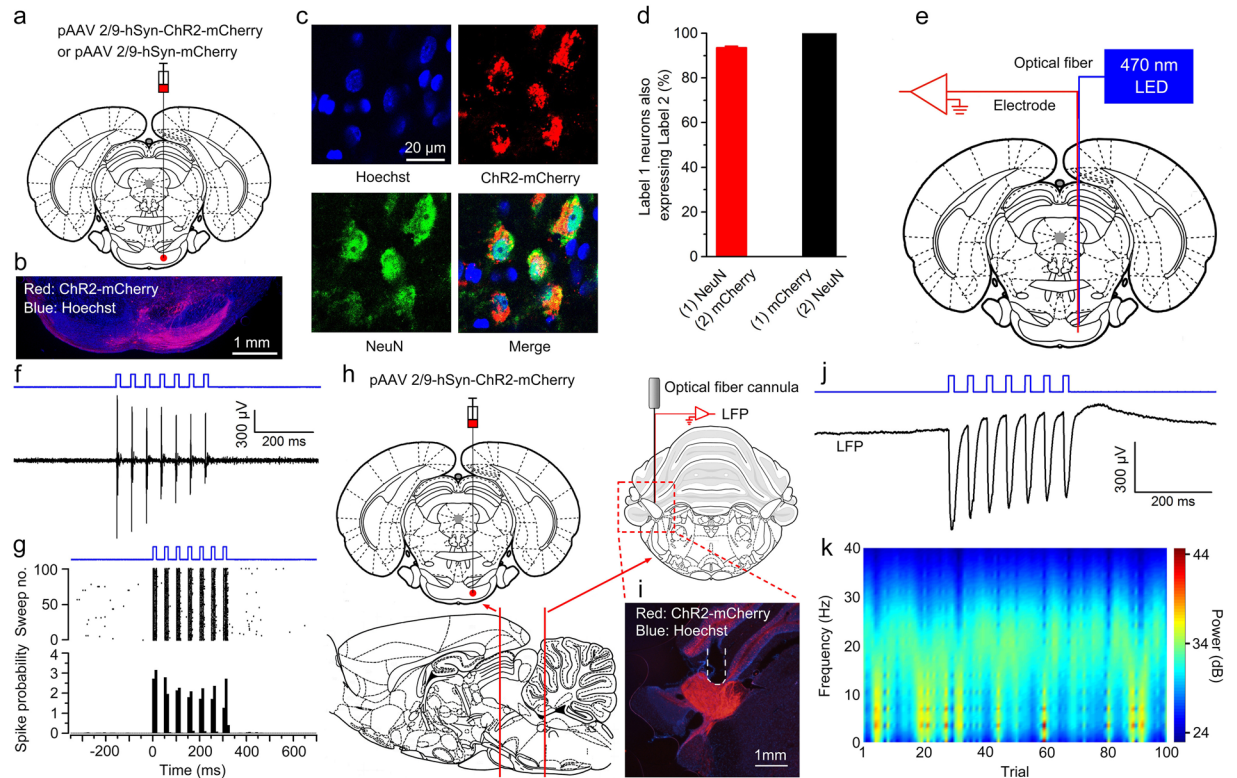 a
pAAV 2/9-hSyn-ChR2-mCherry
or pAAV 2/9-hSyn-mCherry
b
Red: ChR2-mCherry
Blue: Hoechst
1 mm
c
20 μm
Hoechst
ChR2-mCherry
NeuN
Merge
d
Label 1 neurons also
expressing Label 2 (%)
100
80
60
40
20
0
(1) NeuN
(2) mCherry
(1) mCherry
(2) NeuN
e
Optical fiber
470 nm
LED
Electrode
f
300 μV
200 ms
g
Sweep no.
100
50
0
Spike probability
4
3
2
1
0
-200
0
200
400
600
Time (ms)
h
pAAV 2/9-hSyn-ChR2-mCherry
Optical fiber cannula
LFP
i
Red: ChR2-mCherry
Blue: Hoechst
1mm
j
LFP
300 μV
200 ms
k
Frequency (Hz)
40
30
20
10
0
1
20
40
60
80
100
Trial
44
34
24
Power (dB)